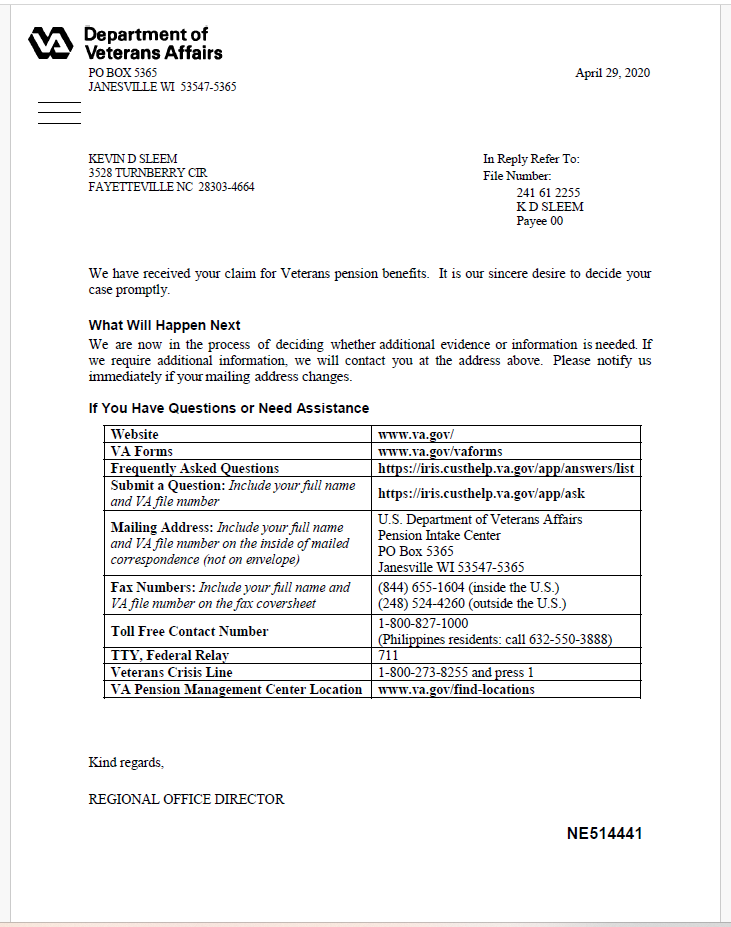 VA
Department of
Veterans Affairs
PO BOX 5365
JANESVILLE WI 53547-5365
April 29, 2020
KEVIN D SLEEM
3528 TURNBERRY CIR
FAYETTEVILLE NC 28303-4664
In Reply Refer To:
File Number:
241 61 2255
K D SLEEM
Payee 00
We have received your claim for Veterans pension benefits. It is our sincere desire to decide your
case promptly.
What Will Happen Next
We are now in the process of deciding whether additional evidence or information is needed. If
we require additional information, we will contact you at the address above. Please notify us
immediately if your mailing address changes.
If You Have Questions or Need Assistance
Website www.va.gov/
VA Forms www.va.gov/vaforms
Frequently Asked Questions https://iris.custhelp.va.gov/app/answers/list
Submit a Question: Include your full name
and VA file number
https://iris.custhelp.va.gov/app/ask
Mailing Address: Include your full name
and VA file number on the inside of mailed
correspondence (not on envelope)
U.S. Department of Veterans Affairs
Pension Intake Center
PO Box 5365
Janesville WI 53547-5365
Fax Numbers: Include your full name and
VA file number on the fax coversheet
(844) 655-1604 (inside the U.S.)
(248) 524-4260 (outside the U.S.)
Toll Free Contact Number
1-800-827-1000
(Philippines residents: call 632-550-3888)
TTY, Federal Relay 711
Veterans Crisis Line 1-800-273-8255 and press 1
VA Pension Management Center Location www.va.gov/find-locations
Kind regards,
REGIONAL OFFICE DIRECTOR
NE514441